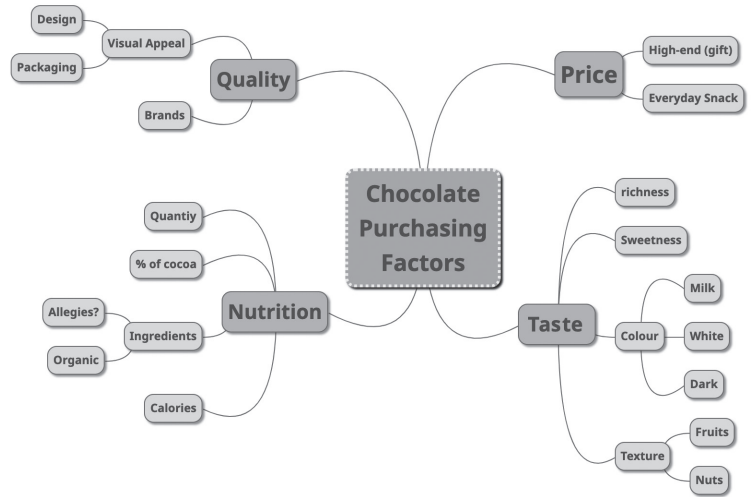 Design
Visual Appeal
Packaging
Quality
Brands
Price
High-end (gift)
Everyday Snack
Chocolate
Purchasing
Factors
Quantiy
% of cocoa
Nutrition
Allegies?
Ingredients
Organic
Calories
richness
Sweetness
Taste
Colour
Milk
White
Dark
Texture
Fruits
Nuts